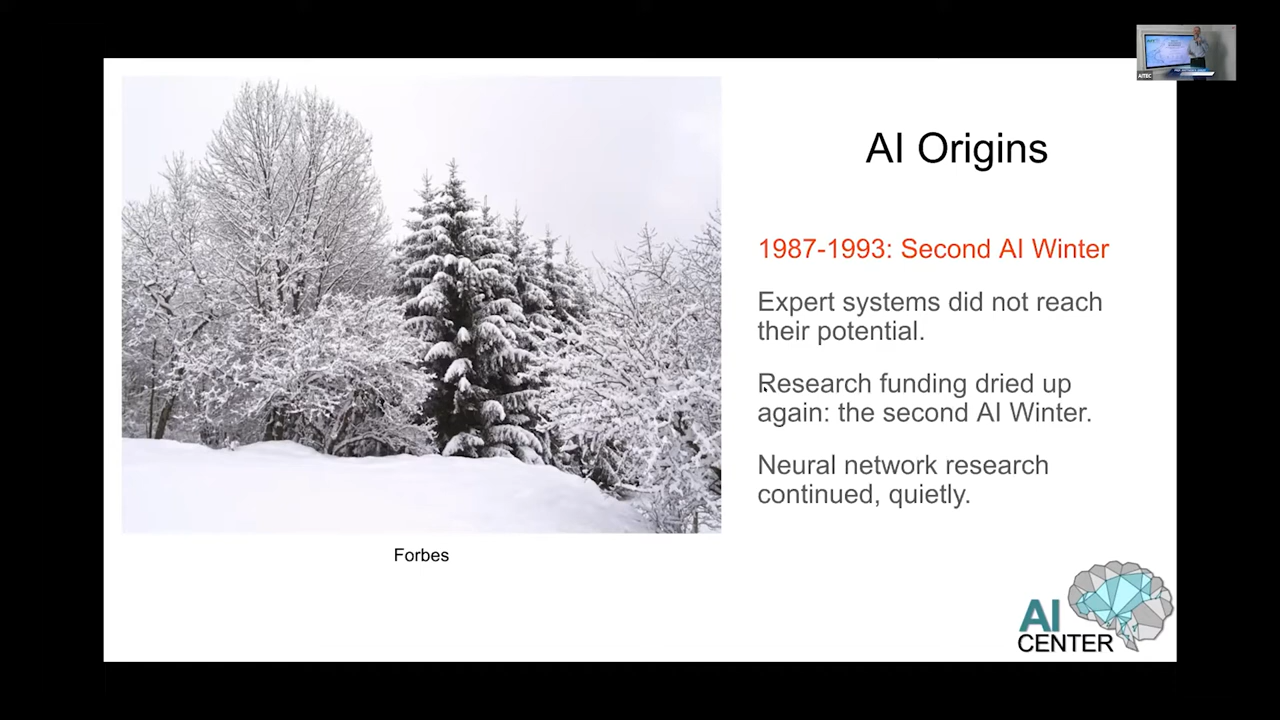 AI Origins
1987-1993: Second AI Winter
Expert systems did not reach
their potential.
Research funding dried up
again: the second AI Winter.
Neural network research
continued, quietly.
Forbes
AI
CENTER
AITEC